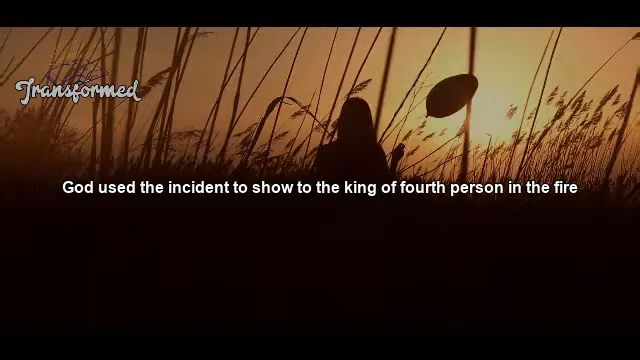 Transformed
God used the incident to show to the king of fourth person in the fire